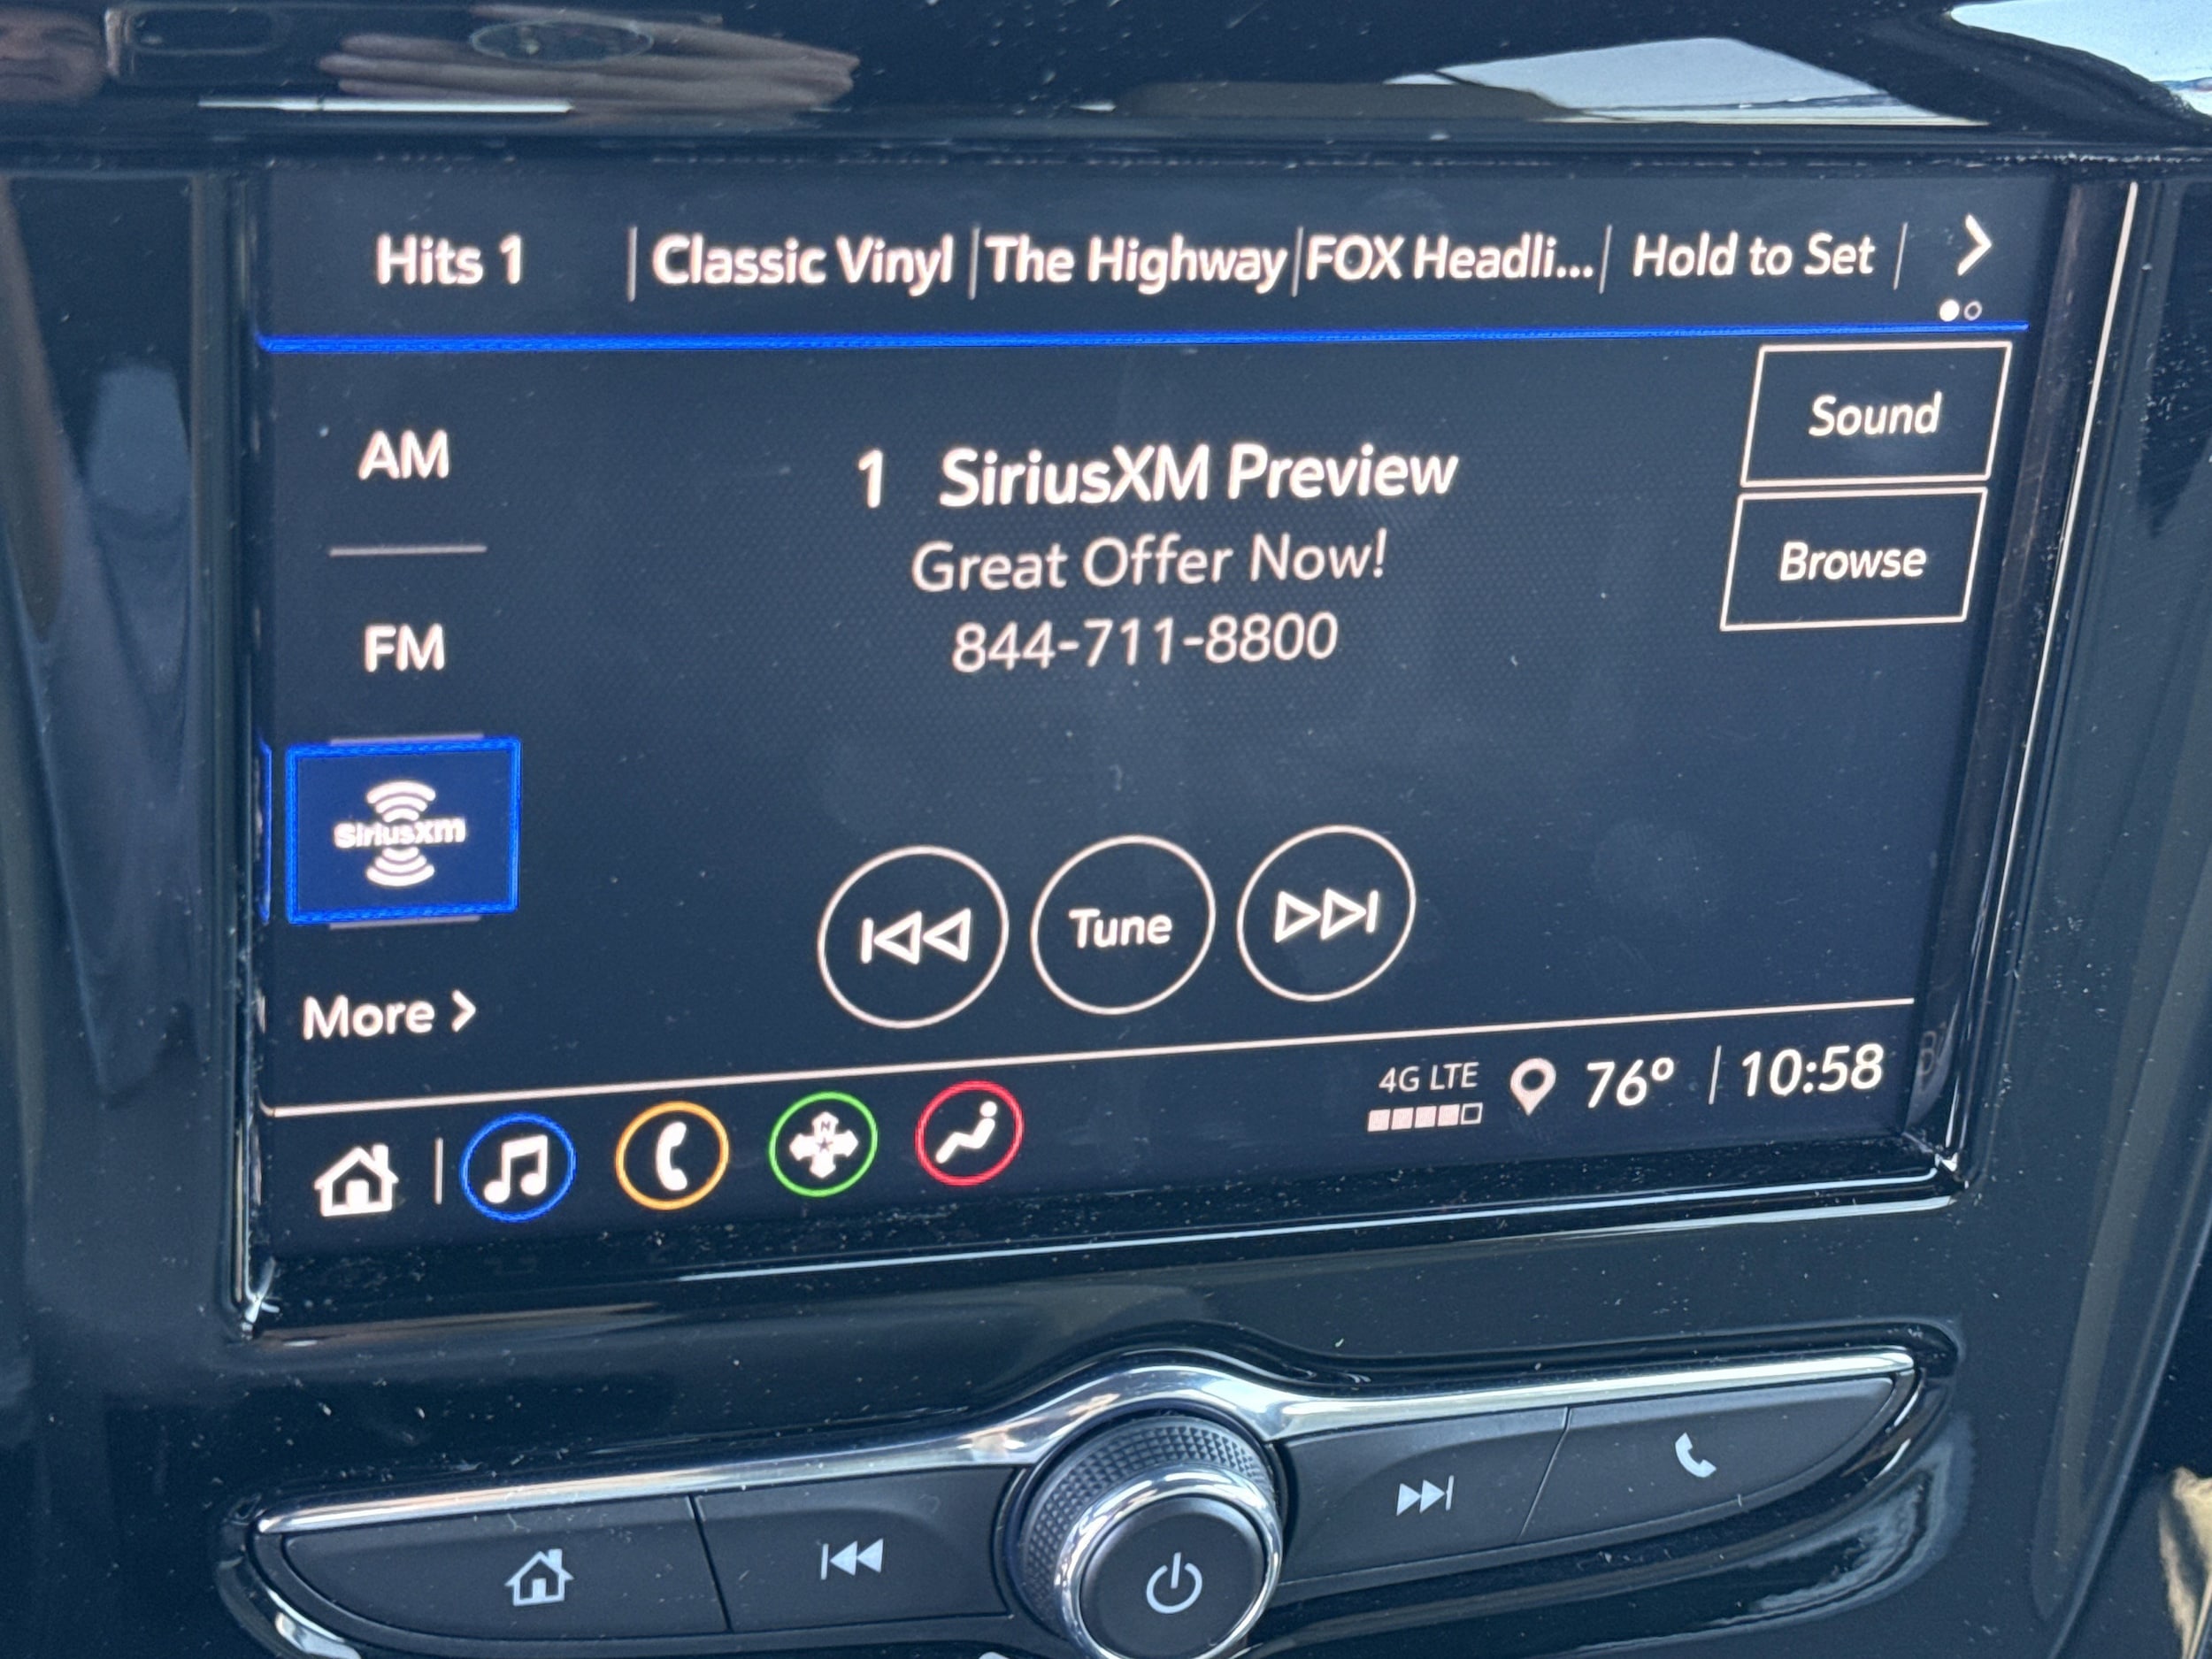 Hits 1 | Classic Vinyl | The Highway | FOX Headli... | Hold to Set
Sound
AM
1 SiriusXM Preview
Great Offer Now!
Browse
844-711-8800
FM
SiriusXm
Tune
More
4G LTE
76° | 10:58
N